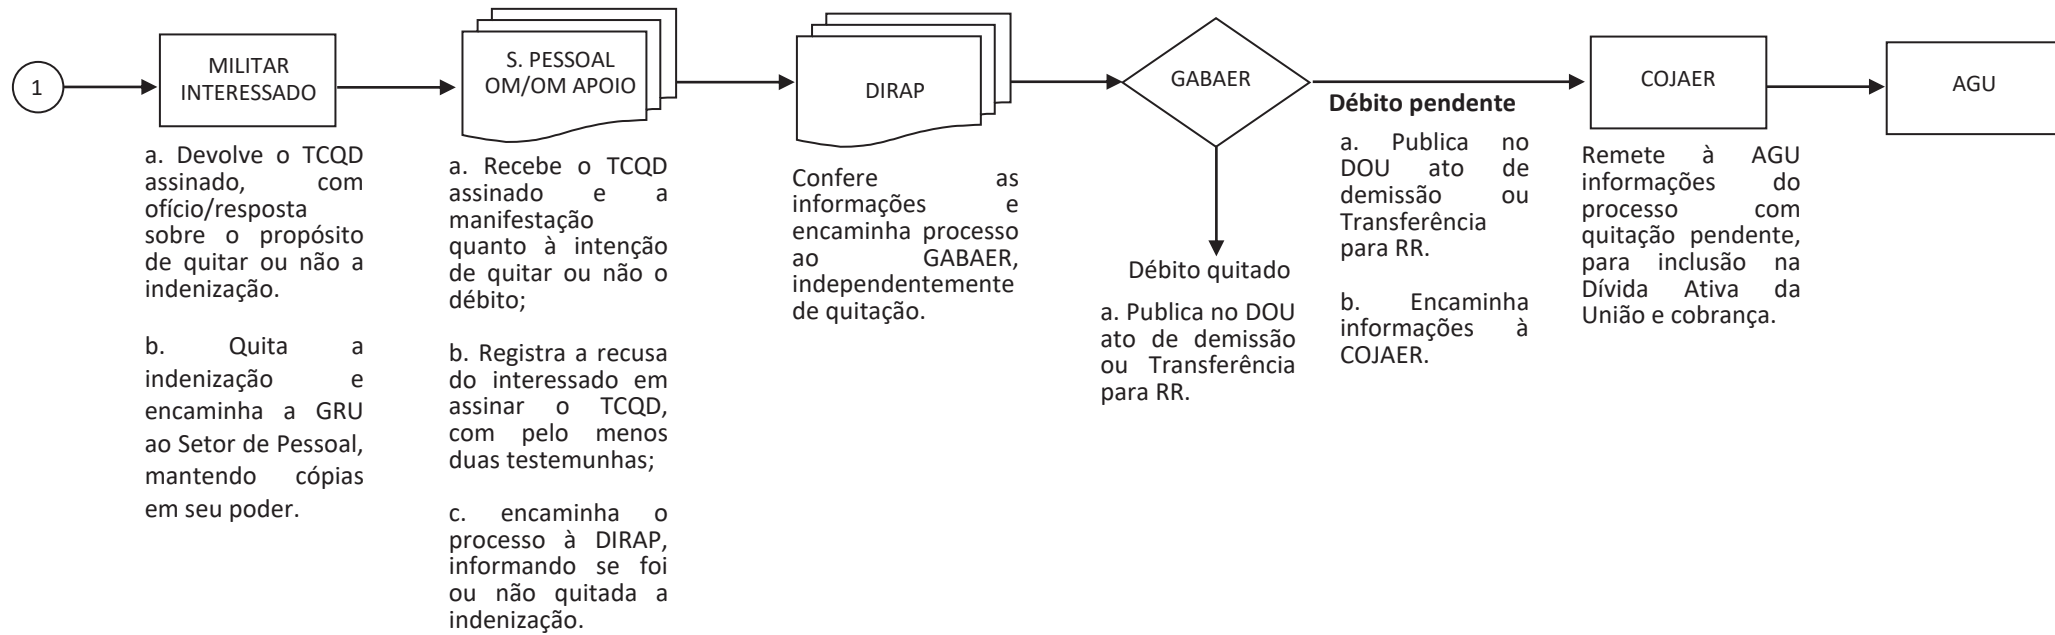 1
MILITAR
INTERESSADO
a. Devolve o TCQD
assinado, com
ofício/resposta
sobre o propósito
de quitar ou não a
indenização.
b. Quita a
indenização e
encaminha a GRU
ao Setor de Pessoal,
mantendo cópias
em seu poder.
S. PESSOAL
OM/OM APOIO
a. Recebe o TCQD
assinado e a
manifestação
quanto à intenção
de quitar ou não o
débito;
b. Registra a recusa
do interessado em
assinar o TCQD,
com pelo menos
duas testemunhas;
c. encaminha o
processo à DIRAP,
informando se foi
ou não quitada a
indenização.
DIRAP
Confere as
informações e
encaminha processo
ao GABAER,
independentemente
de quitação.
GABAER
Débito quitado
a. Publica no DOU
ato de demissão
ou Transferência
para RR.
Débito pendente
a. Publica no
DOU ato de
demissão ou
Transferência
para RR.
b. Encaminha
informações à
COJAER.
COJAER
Remete à AGU
informações do
processo com
quitação pendente,
para inclusão na
Dívida Ativa da
União e cobrança.
AGU